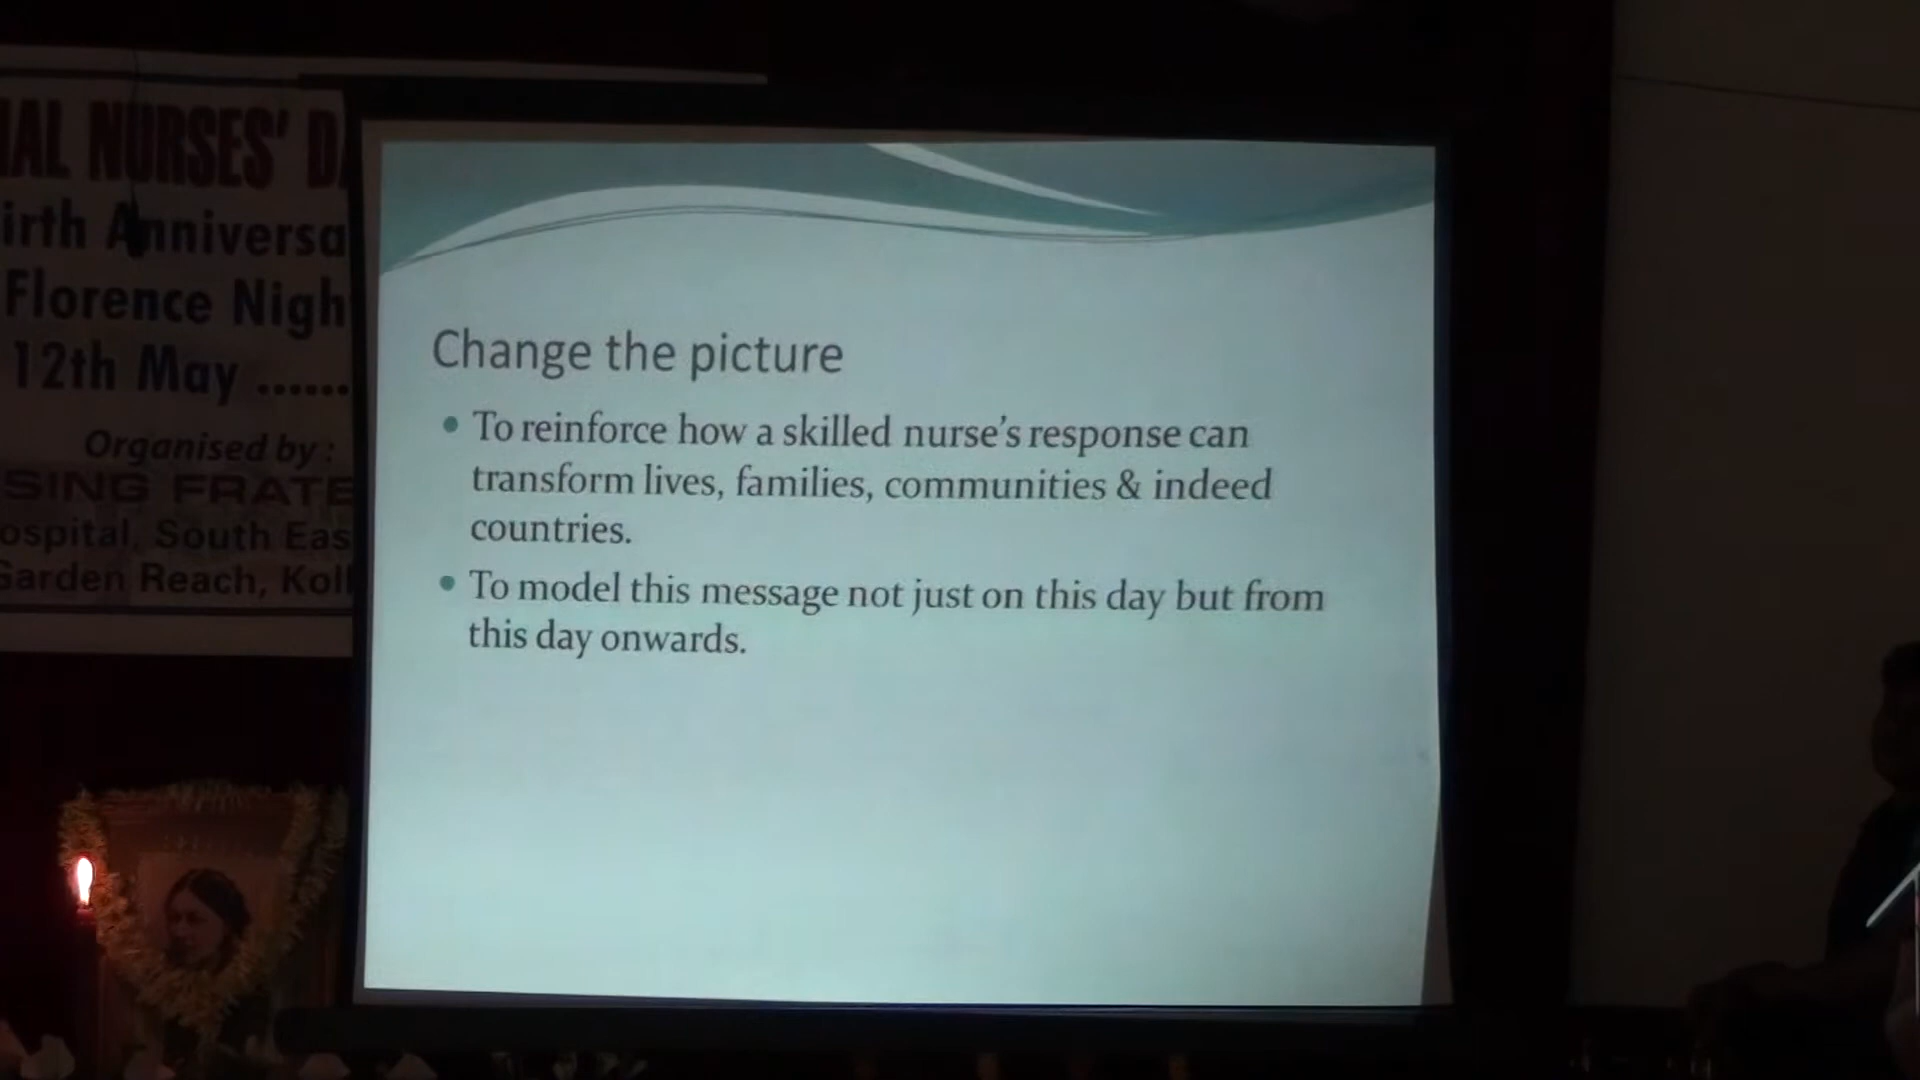 NURSES'
Anniversa
Florence Nigh
12th May ......
Organised by :
SING FRATE
ospital, South Eas
Garden Reach, Kol
Change the picture
• To reinforce how a skilled nurse's response can
transform lives, families, communities & indeed
countries.
• To model this message not just on this day but from
this day onwards.